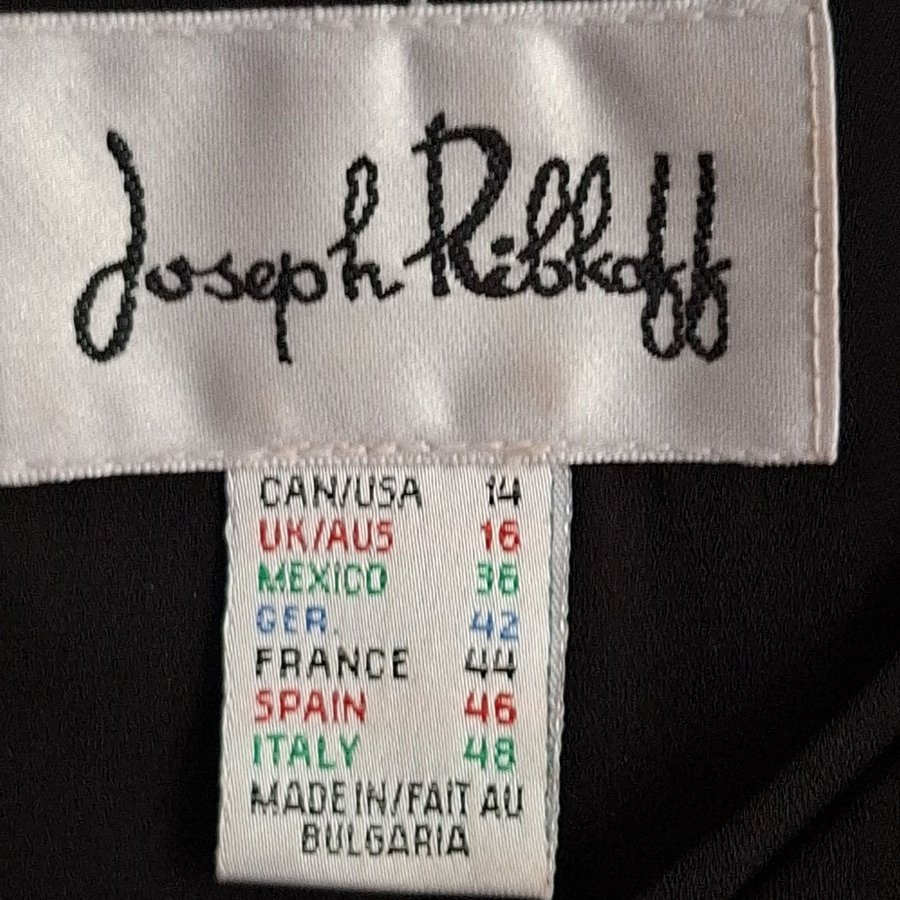 Joseph Ribkoff
CAN/USA 14
UK/AUS 16
MEXICO 38
GER. 42
FRANCE 44
SPAIN 46
ITALY 48
MADE IN/FAIT AU
BULGARIA